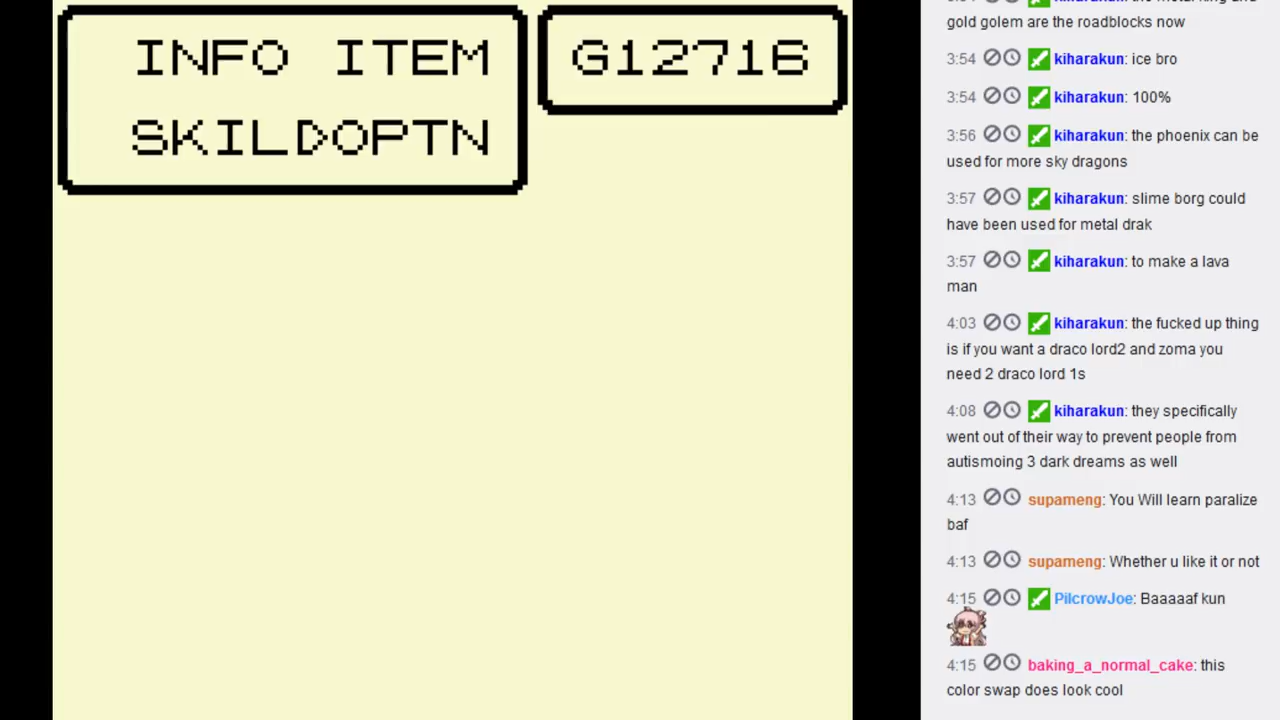 INFO ITEM
SKILDOPTN
G12716
gold golem are the roadblocks now
3:54 kiharakun: ice bro
3:54 kiharakun: 100%
3:56 kiharakun: the phoenix can be
used for more sky dragons
3:57 kiharakun: slime borg could
have been used for metal drak
3:57 kiharakun: to make a lava
man
4:03 kiharakun: the fucked up thing
is if you want a draco lord2 and zoma you
need 2 draco lord 1s
4:08 kiharakun: they specifically
went out of their way to prevent people from
autismoing 3 dark dreams as well
4:13 supameng: You Will learn paralize
baf
4:13 supameng: Whether u like it or not
4:15 PilcrowJoe: Baaaaaf kun
4:15 baking_a_normal_cake: this
color swap does look cool